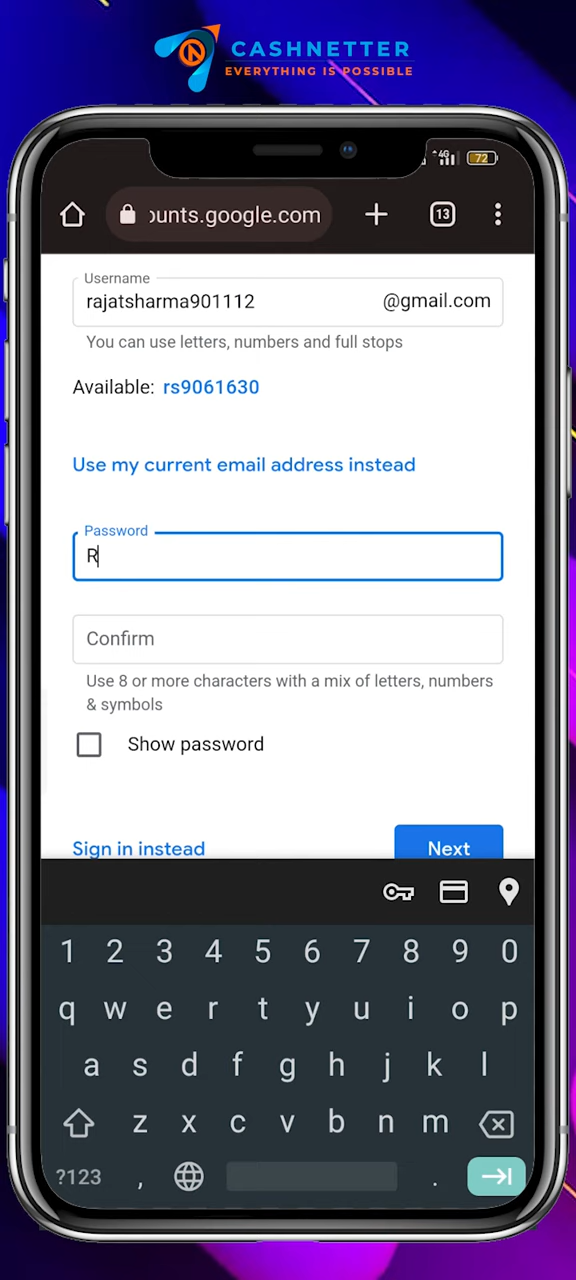 CASHNETTER
EVERYTHING IS POSSIBLE
4G 72
ounts.google.com 13
Username
rajatsharma901112 @gmail.com
You can use letters, numbers and full stops
Available: rs9061630
Use my current email address instead
Password
R
Confirm
Use 8 or more characters with a mix of letters, numbers
& symbols
Show password
Sign in instead Next
1 2 3 4 5 6 7 8 9 0
q w e r t y u i o p
a s d f g h j k l
z x c v b n m
?123 , .